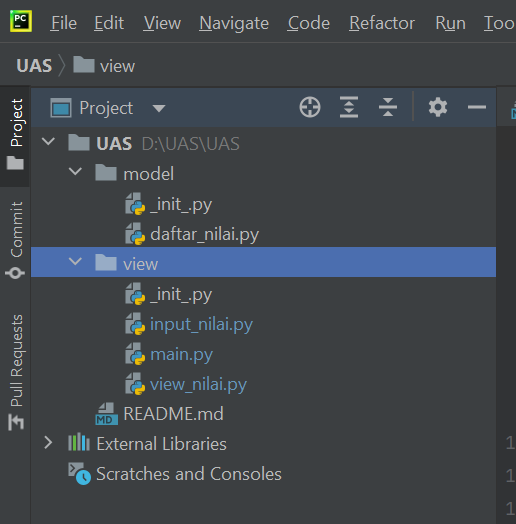 PC File Edit View Navigate Code Refactor Run Too
UAS view
Project
Project
UAS D:\UAS\UAS
model
_init_.py
daftar_nilai.py
view
_init_.py
input_nilai.py
main.py
view_nilai.py
MD README.md
External Libraries
Scratches and Consoles
Commit
Pull Requests
1
1
1